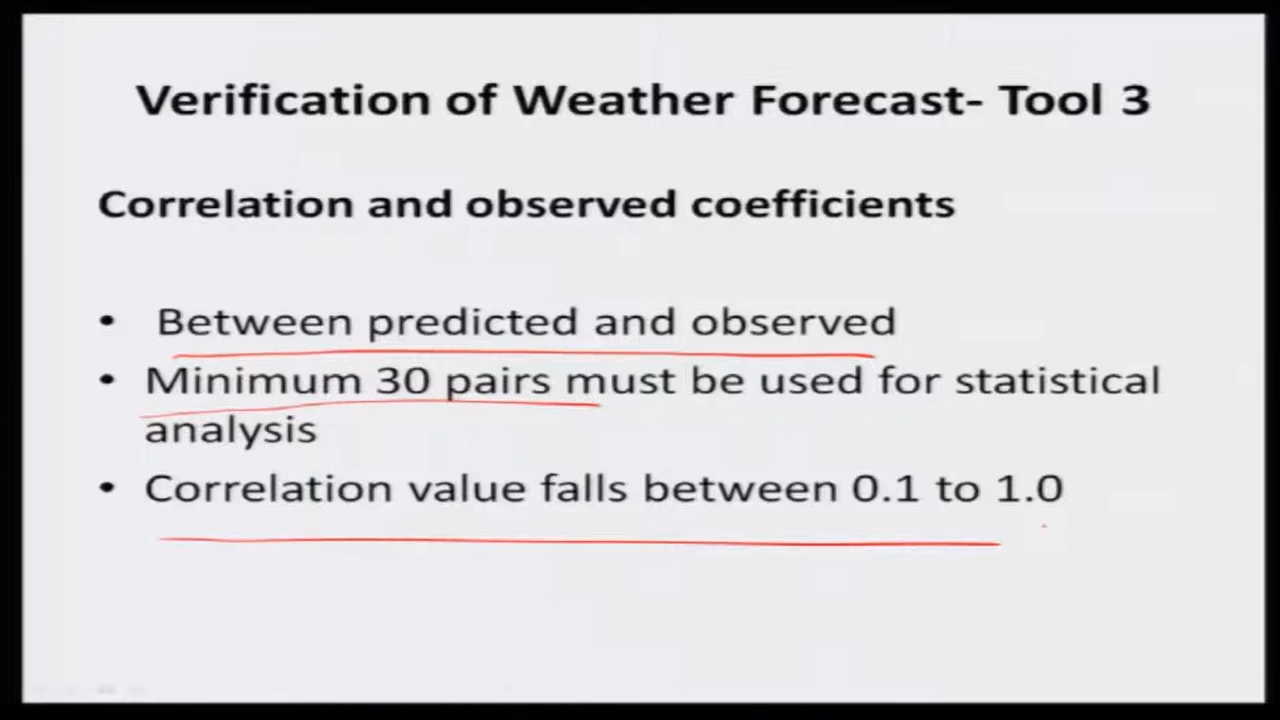 Verification of Weather Forecast- Tool 3
Correlation and observed coefficients
• Between predicted and observed
• Minimum 30 pairs must be used for statistical
analysis
• Correlation value falls between 0.1 to 1.0